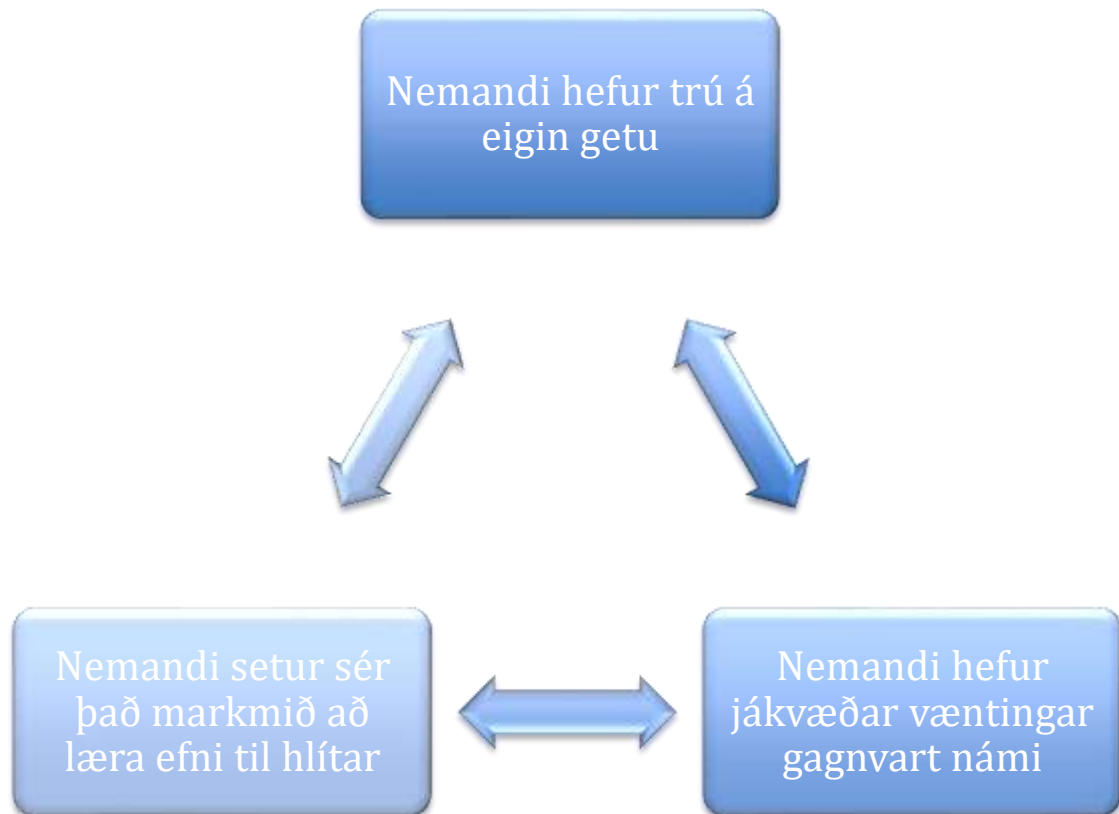 Nemandi hefur trú á
eigin getu
Nemandi setur sér
það markmið að
læra efni til hlítar
Nemandi hefur
jákvæðar væntingar
gagnvart námi